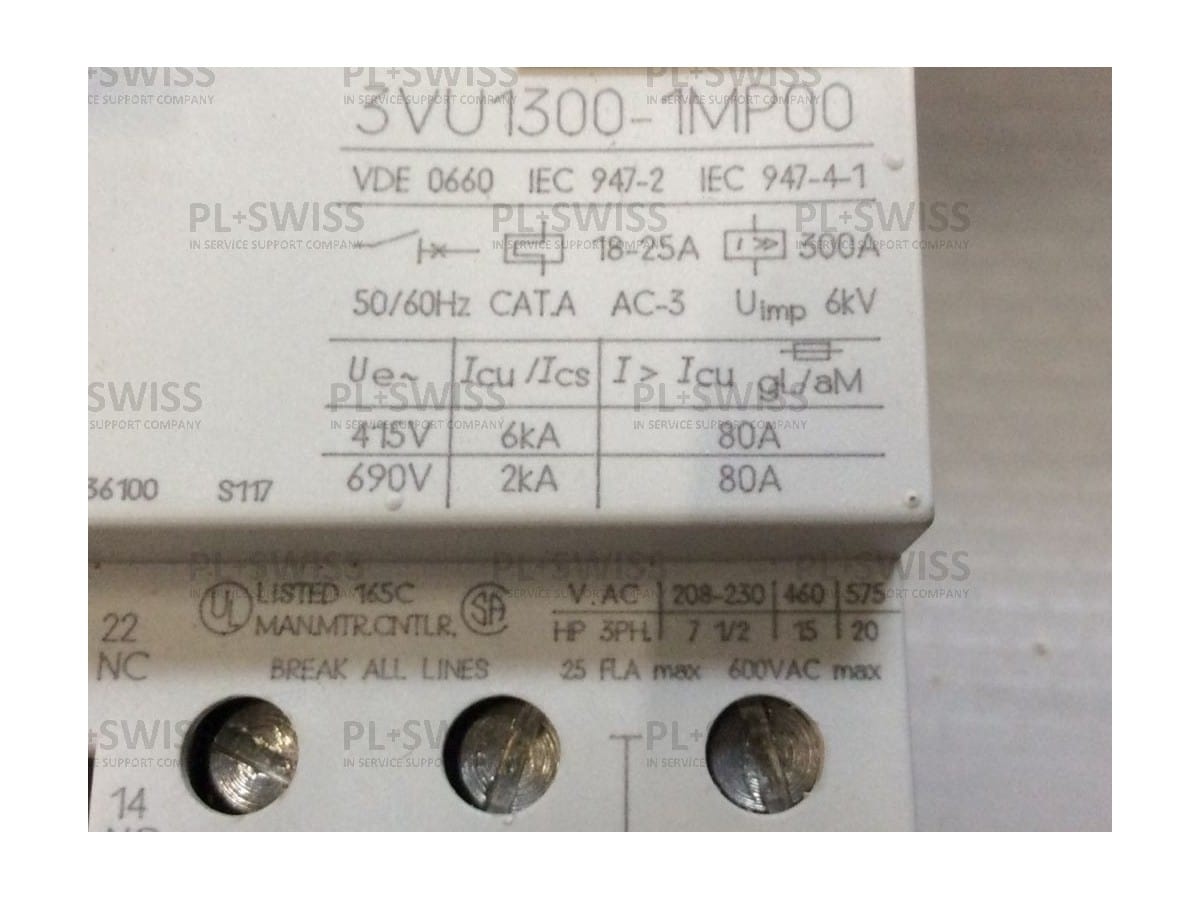 3VU1300-1MP00
VDE 0660 IEC 947-2 IEC 947-4-1
18-25A I >> 300A
50/60Hz CAT.A AC-3 Uimp 6kV
Ue~ Icu/Ics I> Icu gL/aM
415V 6kA 80A
690V 2kA 80A
36100 S117
UL LISTED 165C SA V. AC 208-230 460 575
MAN.MTR.CNTLR. HP 3PH. 7 1/2 15 20
22
NC BREAK ALL LINES 25 FLA max 600VAC max
14
PL+SWISS
IN SERVICE SUPPORT COMPANY